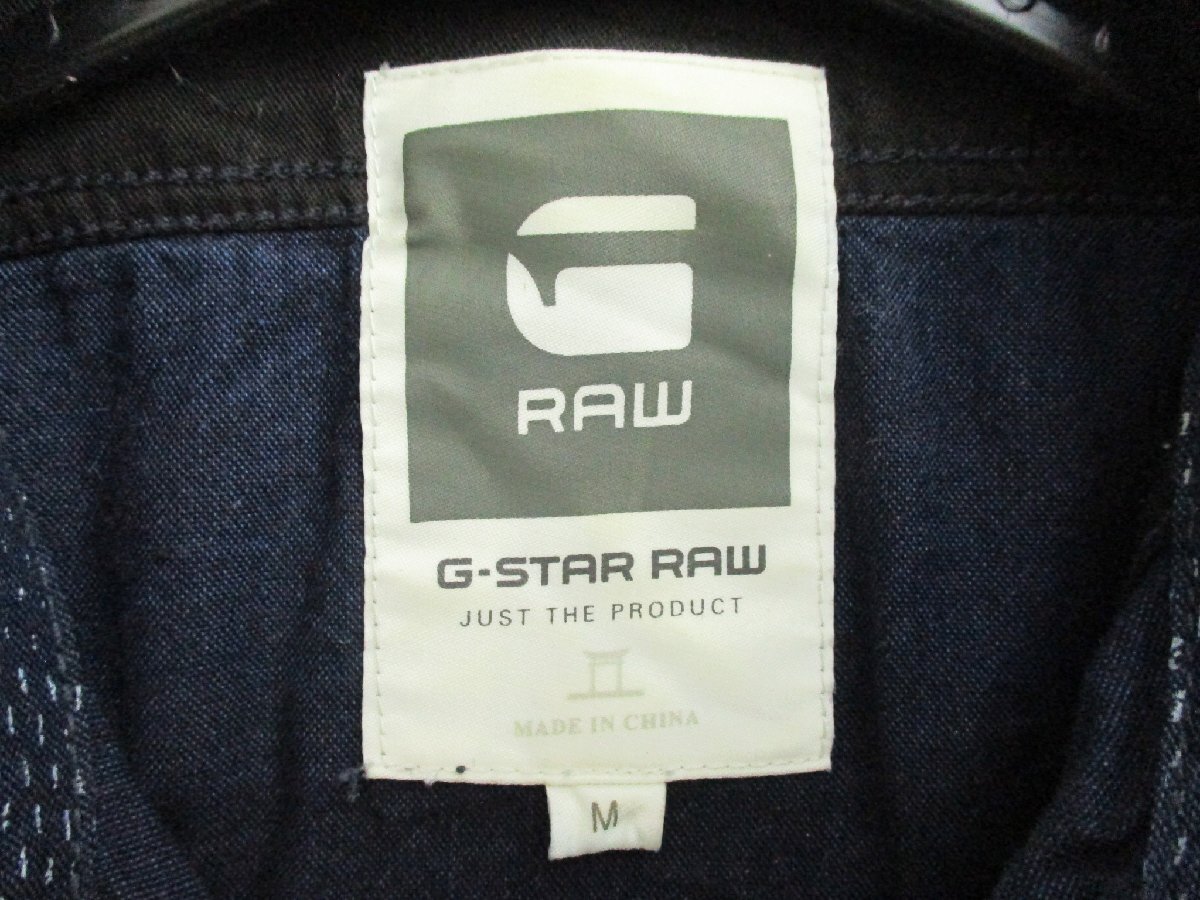 G
RAW
G-STAR RAW
JUST THE PRODUCT
MADE IN CHINA
M